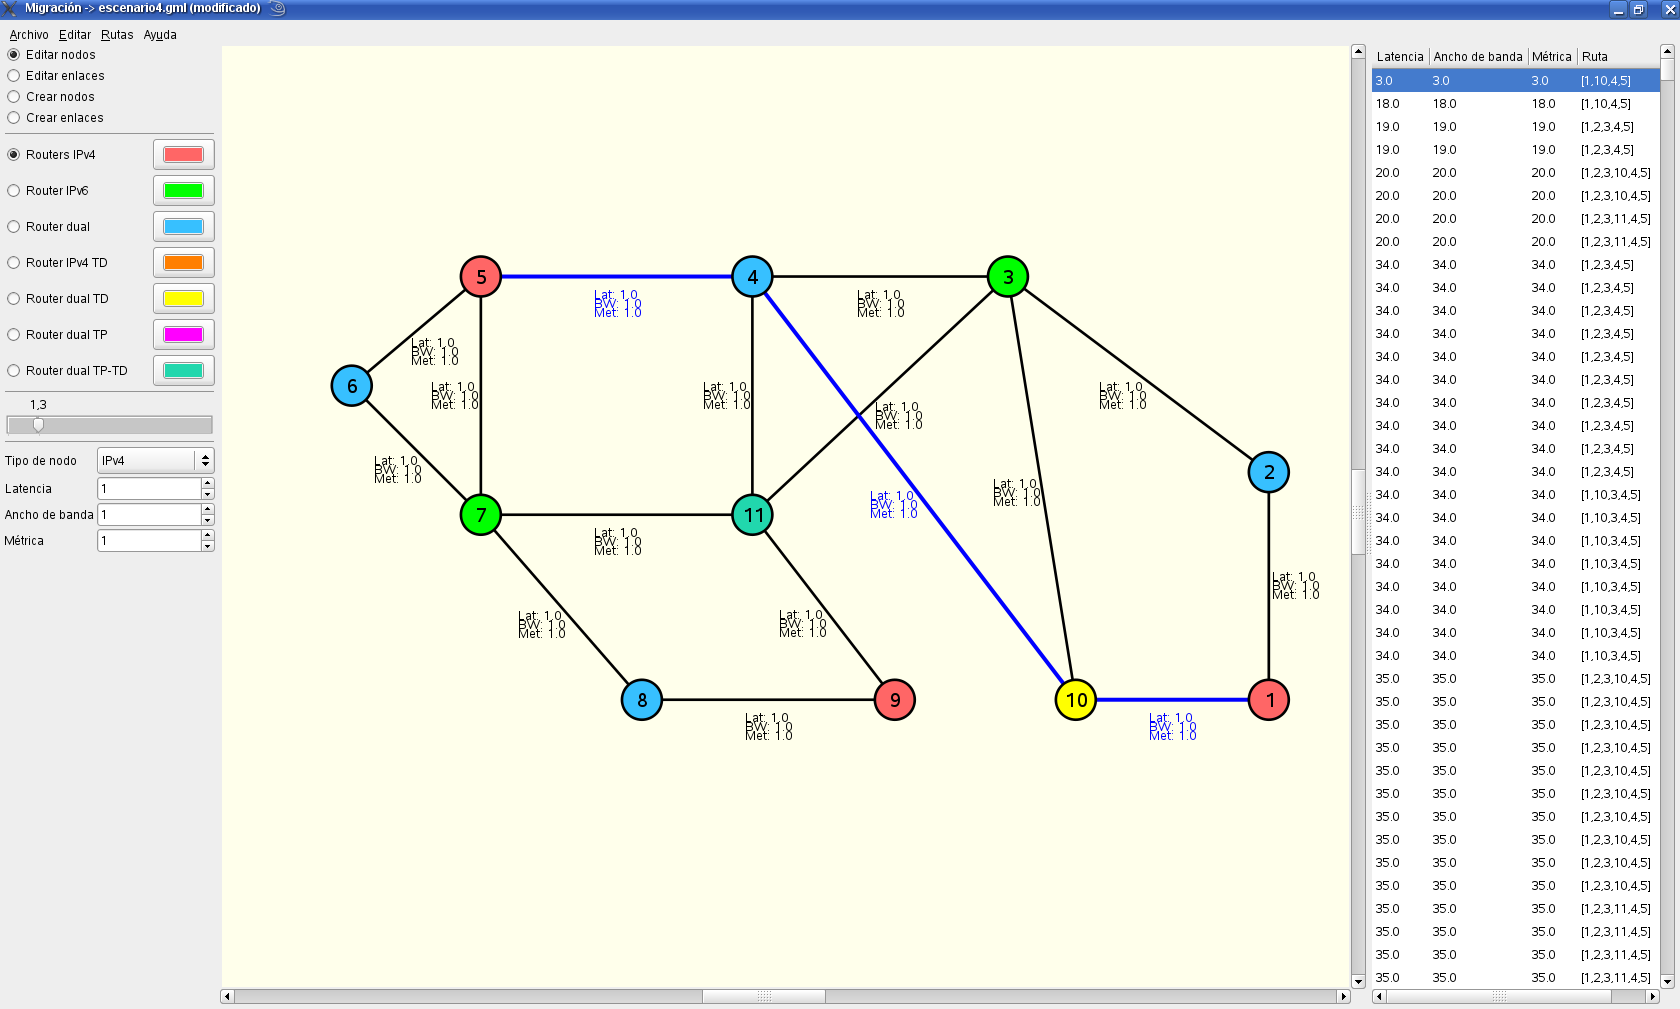 Migración -> escenario4.gml (modificado)
Archivo Editar Rutas Ayuda
Editar nodos
Editar enlaces
Crear nodos
Crear enlaces
Routers IPv4
Router IPv6
Router dual
Router IPv4 TD
Router dual TD
Router dual TP
Router dual TP-TD
1,3
Tipo de nodo IPv4
Latencia 1
Ancho de banda 1
Métrica 1
5
4
3
Lat: 1.0
BW: 1.0
Met: 1.0
Lat: 1.0
BW: 1.0
Met: 1.0
Lat: 1.0
BW: 1.0
Met: 1.0
6
Lat: 1.0
BW: 1.0
Met: 1.0
Lat: 1.0
BW: 1.0
Met: 1.0
Lat: 1.0
BW: 1.0
Met: 1.0
Lat: 1.0
BW: 1.0
Met: 1.0
Lat: 1.0
BW: 1.0
Met: 1.0
2
Lat: 1.0
BW: 1.0
Met: 1.0
Lat: 1.0
BW: 1.0
Met: 1.0
7
11
Lat: 1.0
BW: 1.0
Met: 1.0
Lat: 1.0
BW: 1.0
Met: 1.0
Lat: 1.0
BW: 1.0
Met: 1.0
Lat: 1.0
BW: 1.0
Met: 1.0
8
9
10
1
Lat: 1.0
BW: 1.0
Met: 1.0
Lat: 1.0
BW: 1.0
Met: 1.0
Latencia Ancho de banda Métrica Ruta
3.0 3.0 3.0 [1,10,4,5]
18.0 18.0 18.0 [1,10,4,5]
19.0 19.0 19.0 [1,2,3,4,5]
19.0 19.0 19.0 [1,2,3,4,5]
20.0 20.0 20.0 [1,2,3,10,4,5]
20.0 20.0 20.0 [1,2,3,10,4,5]
20.0 20.0 20.0 [1,2,3,11,4,5]
20.0 20.0 20.0 [1,2,3,11,4,5]
34.0 34.0 34.0 [1,2,3,4,5]
34.0 34.0 34.0 [1,2,3,4,5]
34.0 34.0 34.0 [1,2,3,4,5]
34.0 34.0 34.0 [1,2,3,4,5]
34.0 34.0 34.0 [1,2,3,4,5]
34.0 34.0 34.0 [1,2,3,4,5]
34.0 34.0 34.0 [1,2,3,4,5]
34.0 34.0 34.0 [1,2,3,4,5]
34.0 34.0 34.0 [1,2,3,4,5]
34.0 34.0 34.0 [1,2,3,4,5]
34.0 34.0 34.0 [1,10,3,4,5]
34.0 34.0 34.0 [1,10,3,4,5]
34.0 34.0 34.0 [1,10,3,4,5]
34.0 34.0 34.0 [1,10,3,4,5]
34.0 34.0 34.0 [1,10,3,4,5]
34.0 34.0 34.0 [1,10,3,4,5]
34.0 34.0 34.0 [1,10,3,4,5]
34.0 34.0 34.0 [1,10,3,4,5]
35.0 35.0 35.0 [1,2,3,10,4,5]
35.0 35.0 35.0 [1,2,3,10,4,5]
35.0 35.0 35.0 [1,2,3,10,4,5]
35.0 35.0 35.0 [1,2,3,10,4,5]
35.0 35.0 35.0 [1,2,3,10,4,5]
35.0 35.0 35.0 [1,2,3,10,4,5]
35.0 35.0 35.0 [1,2,3,10,4,5]
35.0 35.0 35.0 [1,2,3,10,4,5]
35.0 35.0 35.0 [1,2,3,10,4,5]
35.0 35.0 35.0 [1,2,3,10,4,5]
35.0 35.0 35.0 [1,2,3,11,4,5]
35.0 35.0 35.0 [1,2,3,11,4,5]
35.0 35.0 35.0 [1,2,3,11,4,5]
35.0 35.0 35.0 [1,2,3,11,4,5]